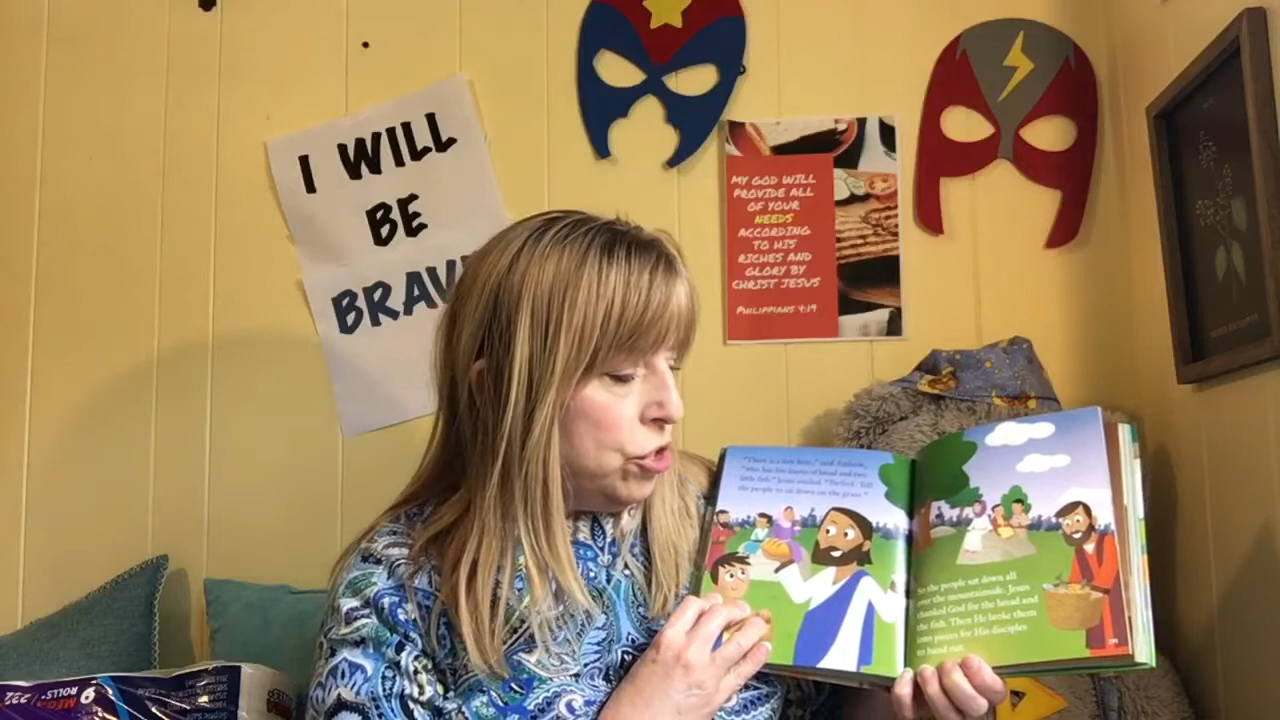 I WILL
BE
BRAV
MY GOD WILL
PROVIDE ALL
OF YOUR
NEEDS
ACCORDING
TO HIS
RICHES AND
GLORY BY
CHRIST JESUS
PHILIPPIANS 4:19
"There is a boy here," said Andrew,
"who has five loaves of bread and two
little fish." Jesus smiled. "Perfect. Tell
the people to sit down on the grass."
So the people sat down all
over the mountainside. Jesus
thanked God for the bread and
the fish. Then He broke them
into pieces for His disciples
to hand out.
9 MEGA ROLLS